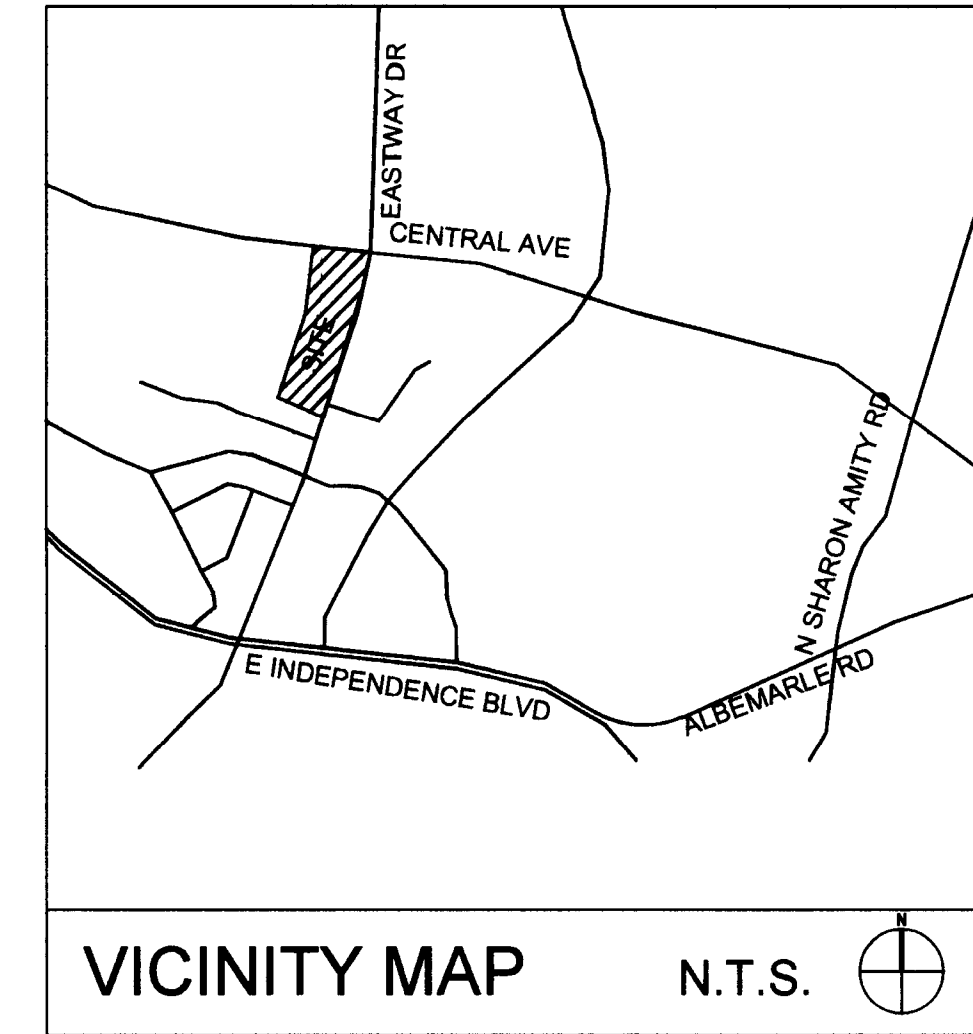 EASTWAY DR
CENTRAL AVE
SITE
N SHARON AMITY RD
E INDEPENDENCE BLVD
ALBEMARLE RD
N
VICINITY MAP
N.T.S.